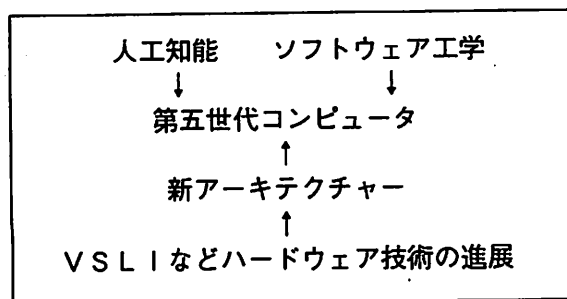 人工知能 ソフトウェア工学
↓ ↓
第五世代コンピュータ
↑
新アーキテクチャー
↑
ＶＳＬＩなどハードウェア技術の進展